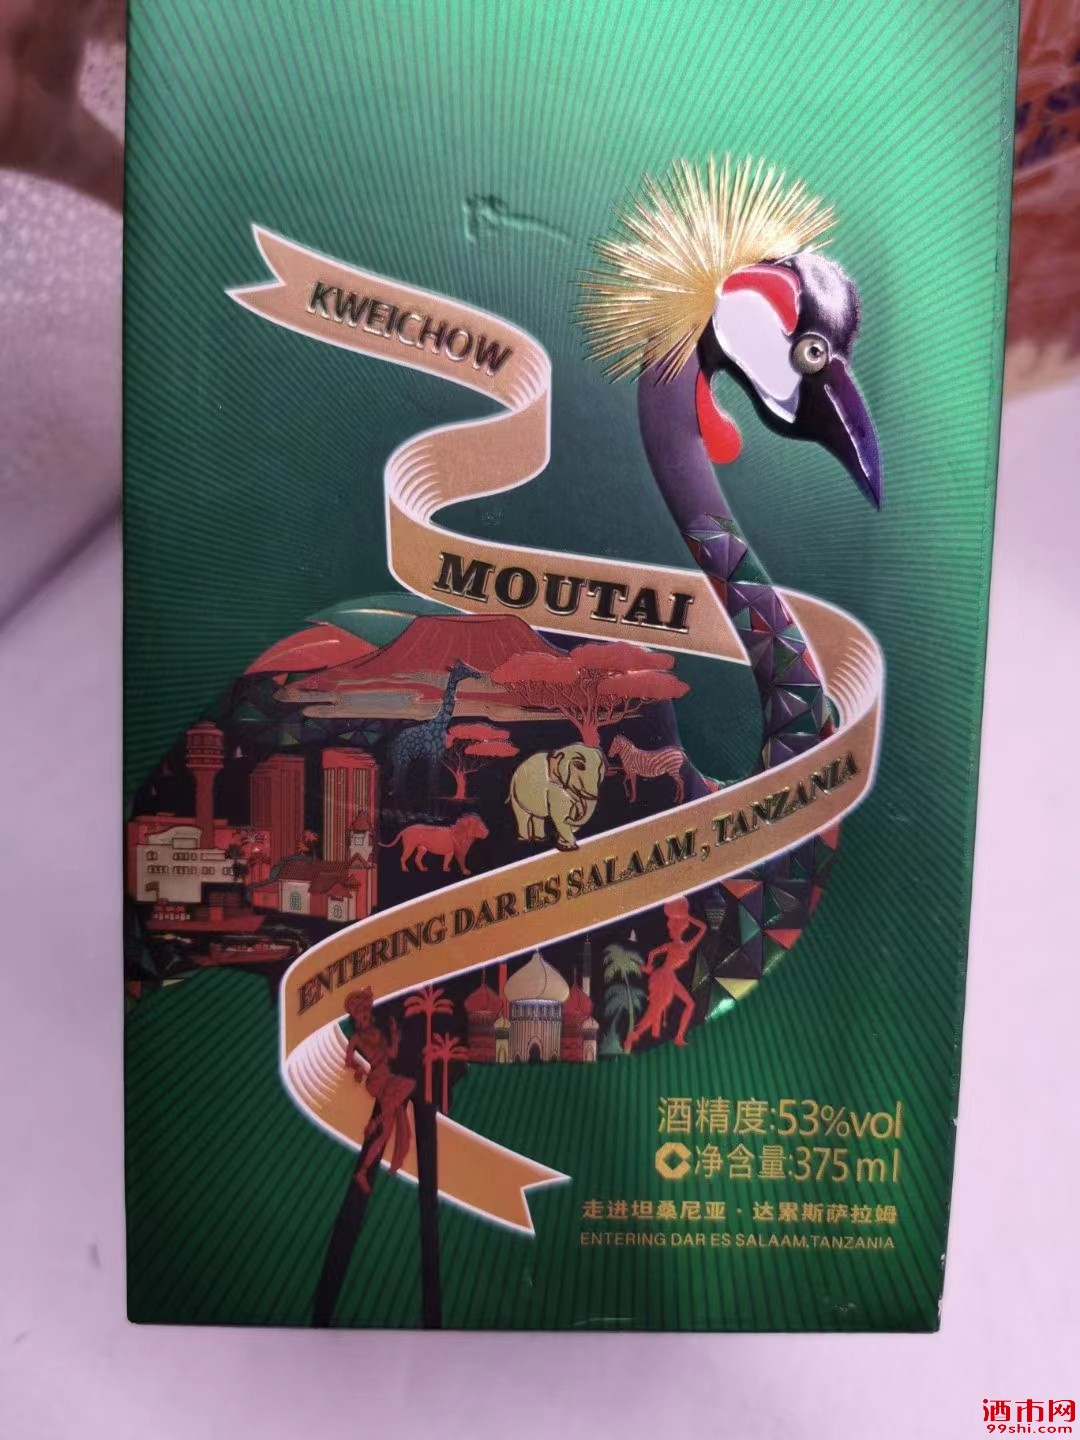 KWEICHOW
MOUTAI
ENTERING DAR ES SALAAM, TANZANIA
酒精度:53%vol
净含量:375ml
走进坦桑尼亚·达累斯萨拉姆
ENTERING DAR ES SALAAM,TANZANIA
酒市网
99shi.com